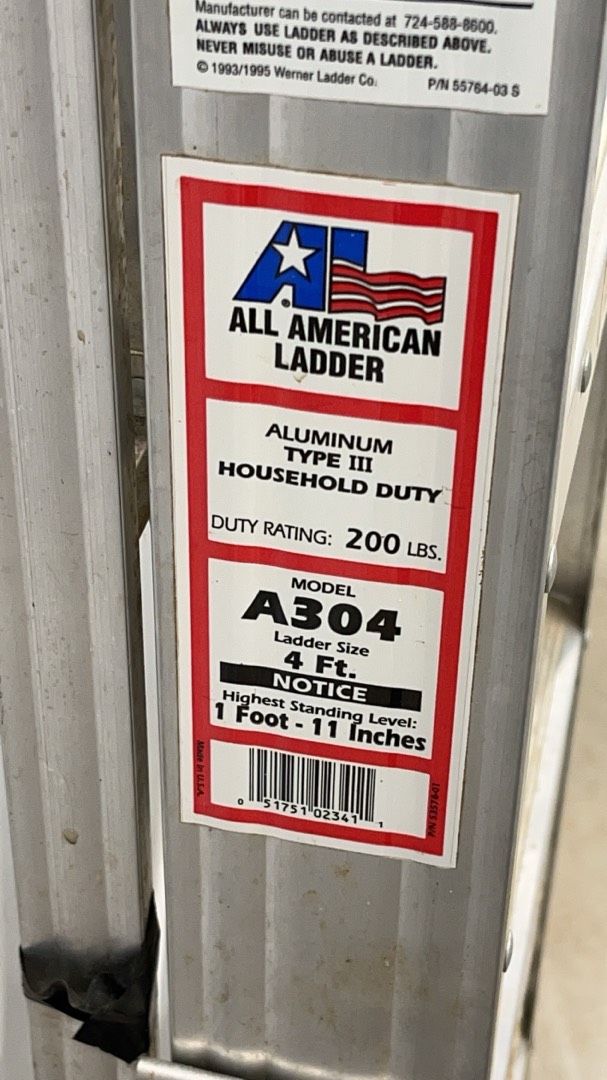 Manufacturer can be contacted at 724-588-8600.
ALWAYS USE LADDER AS DESCRIBED ABOVE.
NEVER MISUSE OR ABUSE A LADDER.
© 1993/1995 Werner Ladder Co.
P/N 55764-03 S
AL
®
ALL AMERICAN
LADDER
ALUMINUM
TYPE III
HOUSEHOLD DUTY
DUTY RATING: 200 LBS.
MODEL
A304
Ladder Size
4 Ft.
NOTICE
Highest Standing Level:
1 Foot - 11 Inches
Made in U.S.A.
0 51751 02341 1